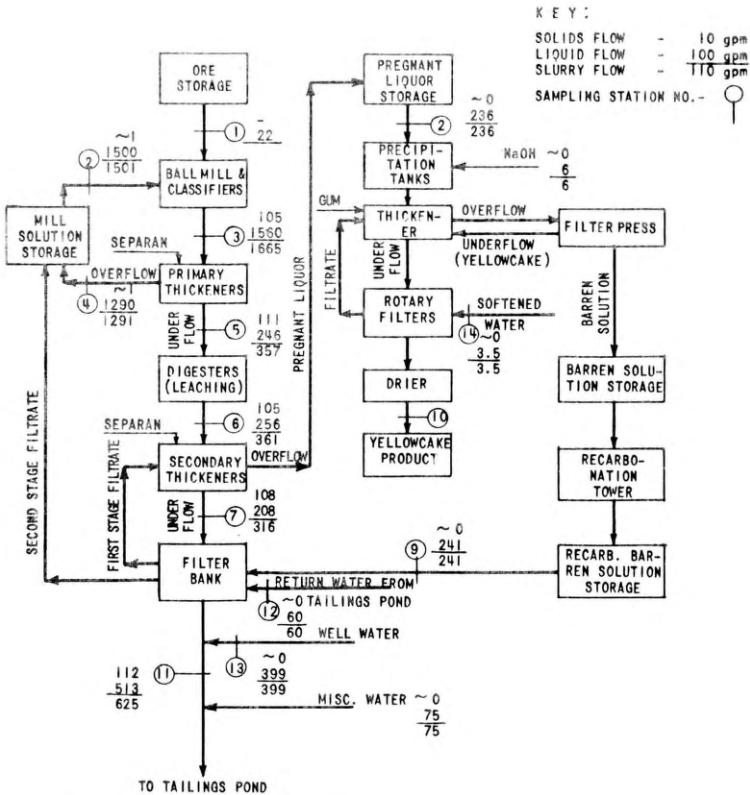 KEY:
SOLIDS FLOW - 10 gpm
LIQUID FLOW - 100 gpm
SLURRY FLOW - 110 gpm
SAMPLING STATION NO.-
ORE
STORAGE
1
-
22
BALL MILL &
CLASSIFIERS
2
~1
1500
1501
MILL
SOLUTION
STORAGE
3
105
1560
1665
SEPARAN
OVERFLOW
4
~1
1290
1291
PRIMARY
THICKENERS
UNDER
FLOW
5
111
246
357
DIGESTERS
(LEACHING)
6
105
256
361
SEPARAN
SECONDARY
THICKENERS
OVERFLOW
PREGNANT LIQUOR
UNDER
FLOW
7
108
208
316
FIRST STAGE FILTRATE
SECOND STAGE FILTRATE
FILTER
BANK
PREGNANT
LIQUOR
STORAGE
2
~0
236
236
PRECIPI-
TATION
TANKS
NaOH ~0
6
6
GUM
THICKEN-
ER
OVERFLOW
UNDERFLOW
(YELLOWCAKE)
FILTER PRESS
FILTRATE
UNDER
FLOW
ROTARY
FILTERS
SOFTENED
WATER
14
~0
3.5
3.5
DRIER
10
YELLOWCAKE
PRODUCT
BARREN
SOLUTION
BARREN SOLU-
TION STORAGE
RECARBO-
NATION
TOWER
RECARB. BAR-
REN SOLUTION
STORAGE
9
~0
241
241
RETURN WATER FROM
TAILINGS POND
12
~0
60
60
WELL WATER
13
~0
399
399
11
112
513
625
MISC. WATER ~0
75
75
TO TAILINGS POND